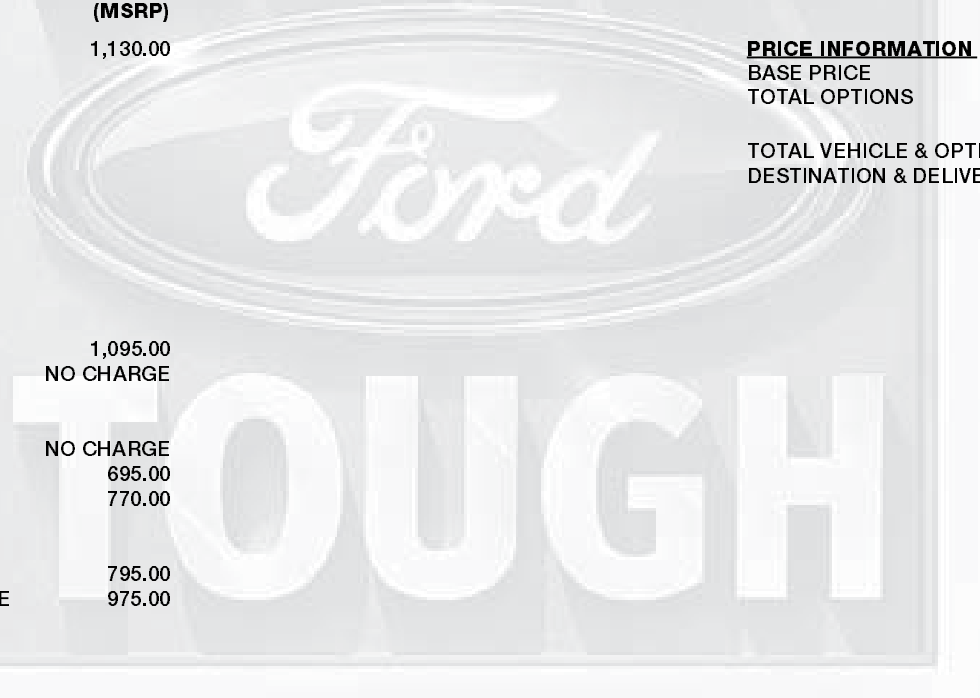 (MSRP)
1,130.00
1,095.00
NO CHARGE
NO CHARGE
695.00
770.00
795.00
E 975.00
PRICE INFORMATION
BASE PRICE
TOTAL OPTIONS
TOTAL VEHICLE & OPTI
DESTINATION & DELIVE
Ford
TOUGH